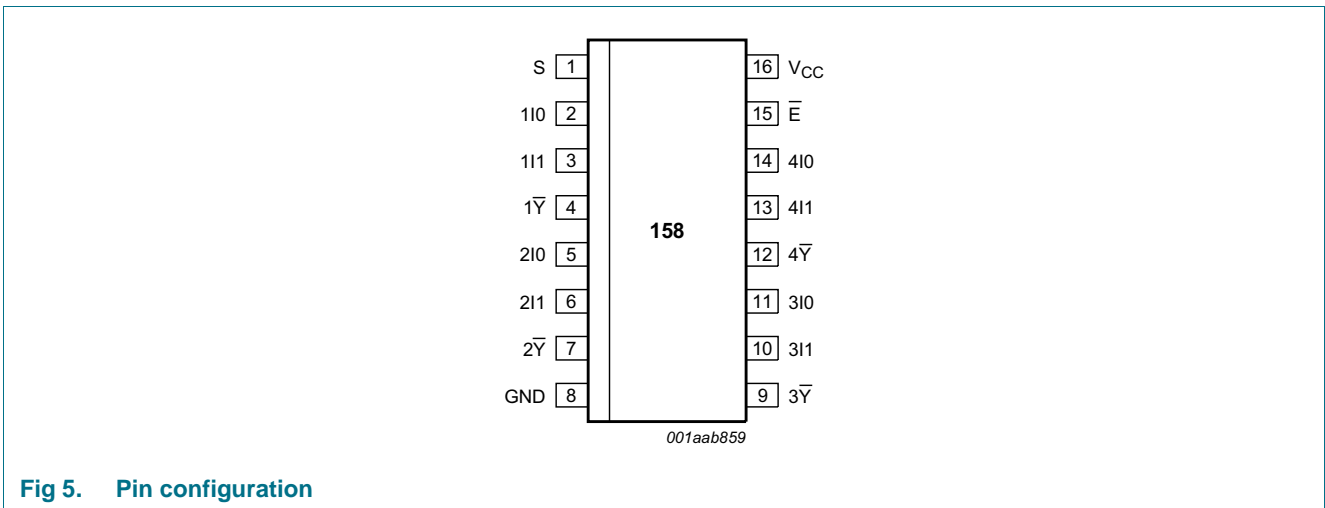 S 1 16 VCC
1I0 2 15 E̅
1I1 3 14 4I0
1Y̅ 4 13 4I1
158
2I0 5 12 4Y̅
2I1 6 11 3I0
2Y̅ 7 10 3I1
GND 8 9 3Y̅
001aab859
Fig 5. Pin configuration